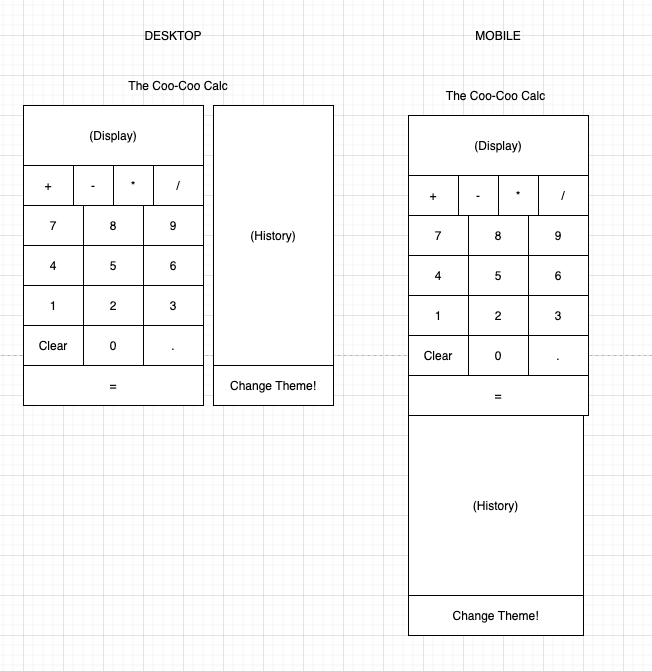 DESKTOP
The Coo-Coo Calc
(Display)
+ - * /
7 8 9
4 5 6
1 2 3
Clear 0 .
=
(History)
Change Theme!
MOBILE
The Coo-Coo Calc
(Display)
+ - * /
7 8 9
4 5 6
1 2 3
Clear 0 .
=
(History)
Change Theme!